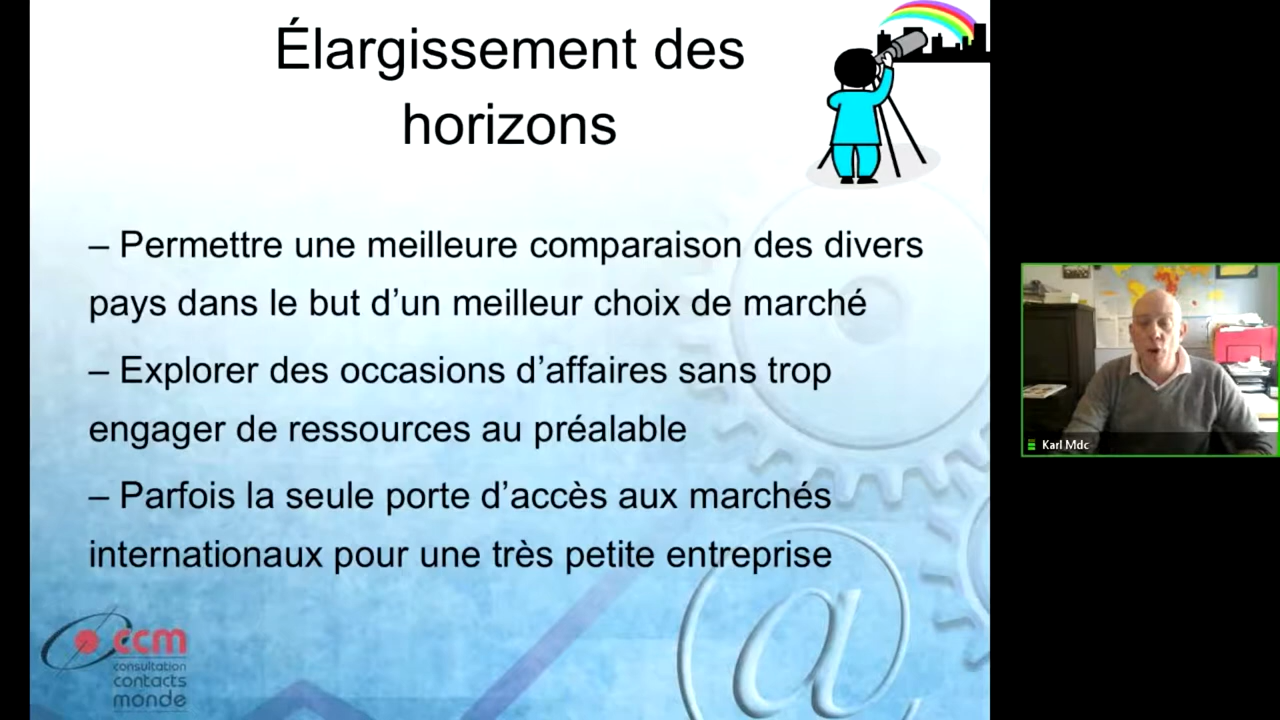 Élargissement des
horizons
– Permettre une meilleure comparaison des divers
pays dans le but d’un meilleur choix de marché
– Explorer des occasions d’affaires sans trop
engager de ressources au préalable
– Parfois la seule porte d’accès aux marchés
internationaux pour une très petite entreprise
@
ccm
consultation
contacts
monde
Karl Mdc